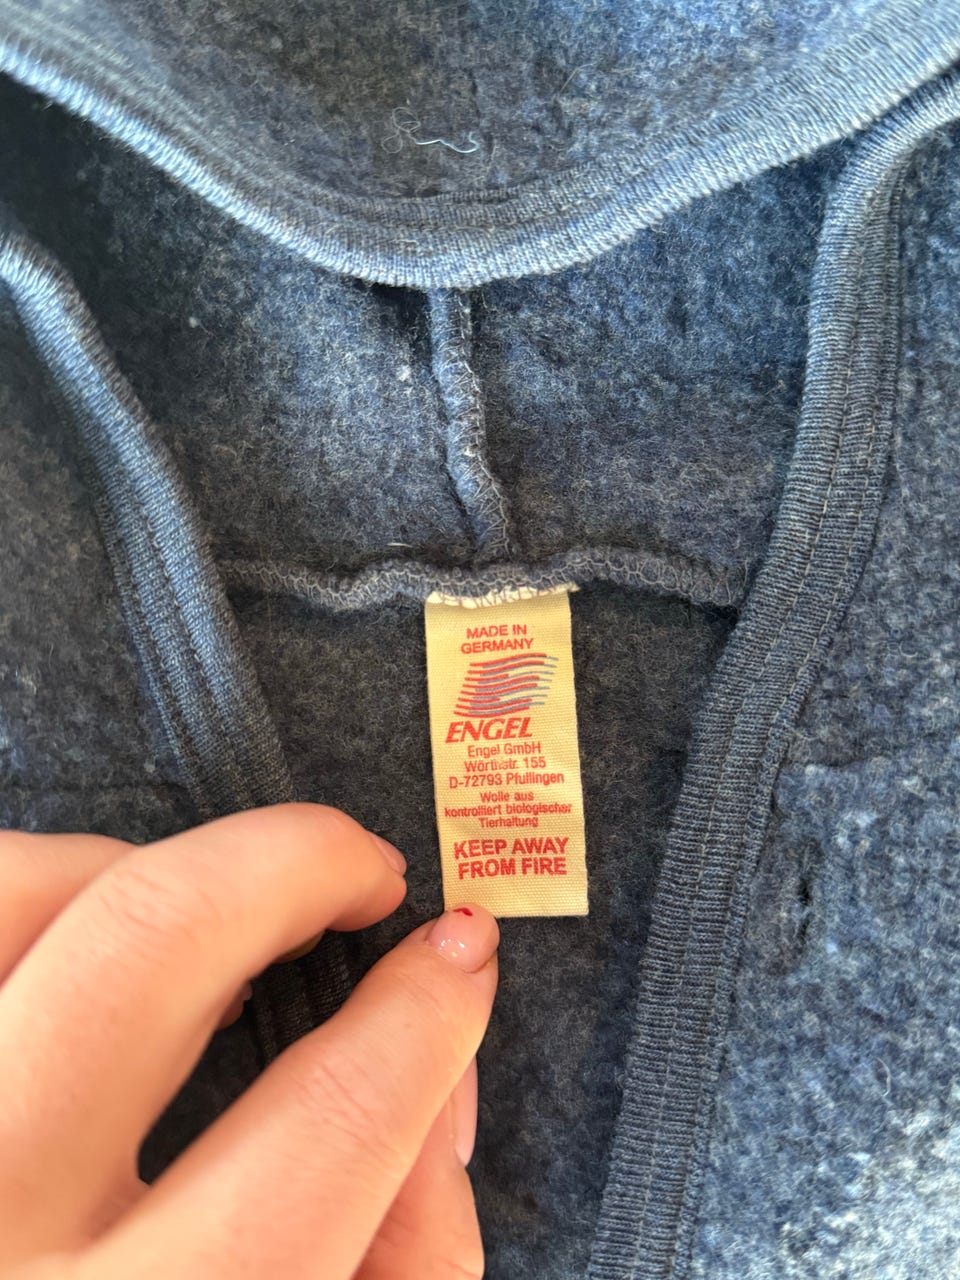 MADE IN
GERMANY
ENGEL
Engel GmbH
Wörthstr. 155
D-72793 Pfullingen
Wolle aus
kontrolliert biologischer
Tierhaltung
KEEP AWAY
FROM FIRE